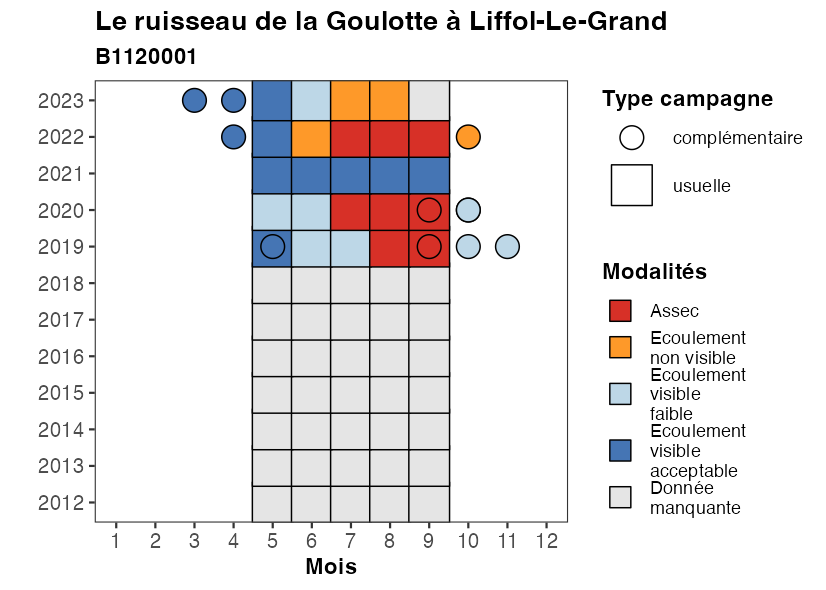 Le ruisseau de la Goulotte à Liffol-Le-Grand
B1120001
2023
2022
2021
2020
2019
2018
2017
2016
2015
2014
2013
2012
1 2 3 4 5 6 7 8 9 10 11 12
Mois
Type campagne
complémentaire
usuelle
Modalités
Assec
Ecoulement
non visible
Ecoulement
visible
faible
Ecoulement
visible
acceptable
Donnée
manquante